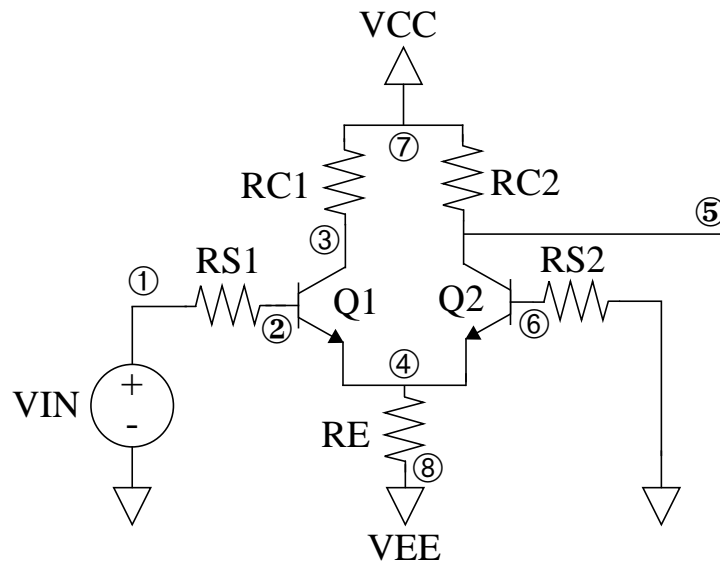 VCC
⑦
RC1
RC2
③
⑤
①
RS1
RS2
②
Q1
Q2
⑥
④
VIN
+
-
RE
⑧
VEE